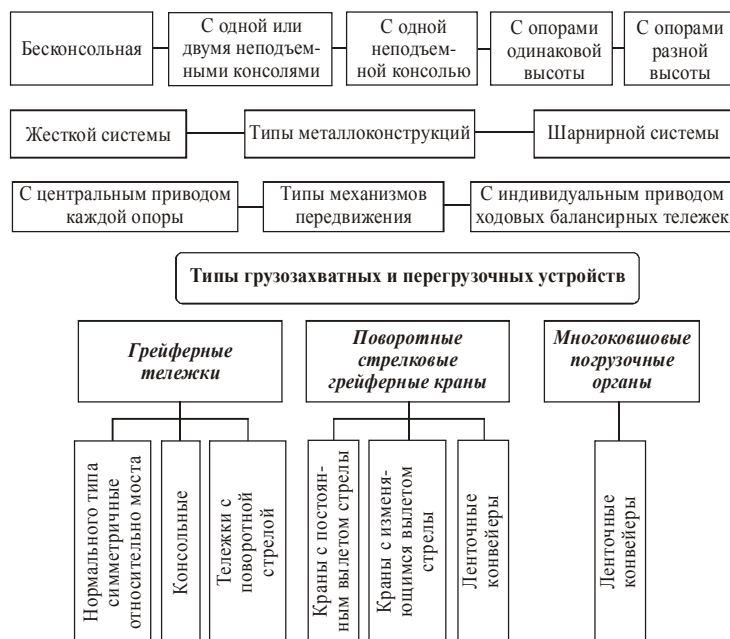 Бесконсольная
С одной или
двумя неподъем-
ными консолями
С одной
неподъем-
ной консолью
С опорами
одинаковой
высоты
С опорами
разной
высоты
Жесткой системы
Типы металлоконструкций
Шарнирной системы
С центральным приводом
каждой опоры
Типы механизмов
передвижения
С индивидуальным приводом
ходовых балансирных тележек
Типы грузозахватных и перегрузочных устройств
Грейферные
тележки
Поворотные
стрелковые
грейферные краны
Многоковшовые
погрузочные
органы
Нормального типа
симметричные
относительно моста
Консольные
Тележки с
поворотной
стрелой
Краны с постоян-
ным вылетом стрелы
Краны с изменя-
ющимся вылетом
стрелы
Ленточные
конвейеры
Ленточные
конвейеры